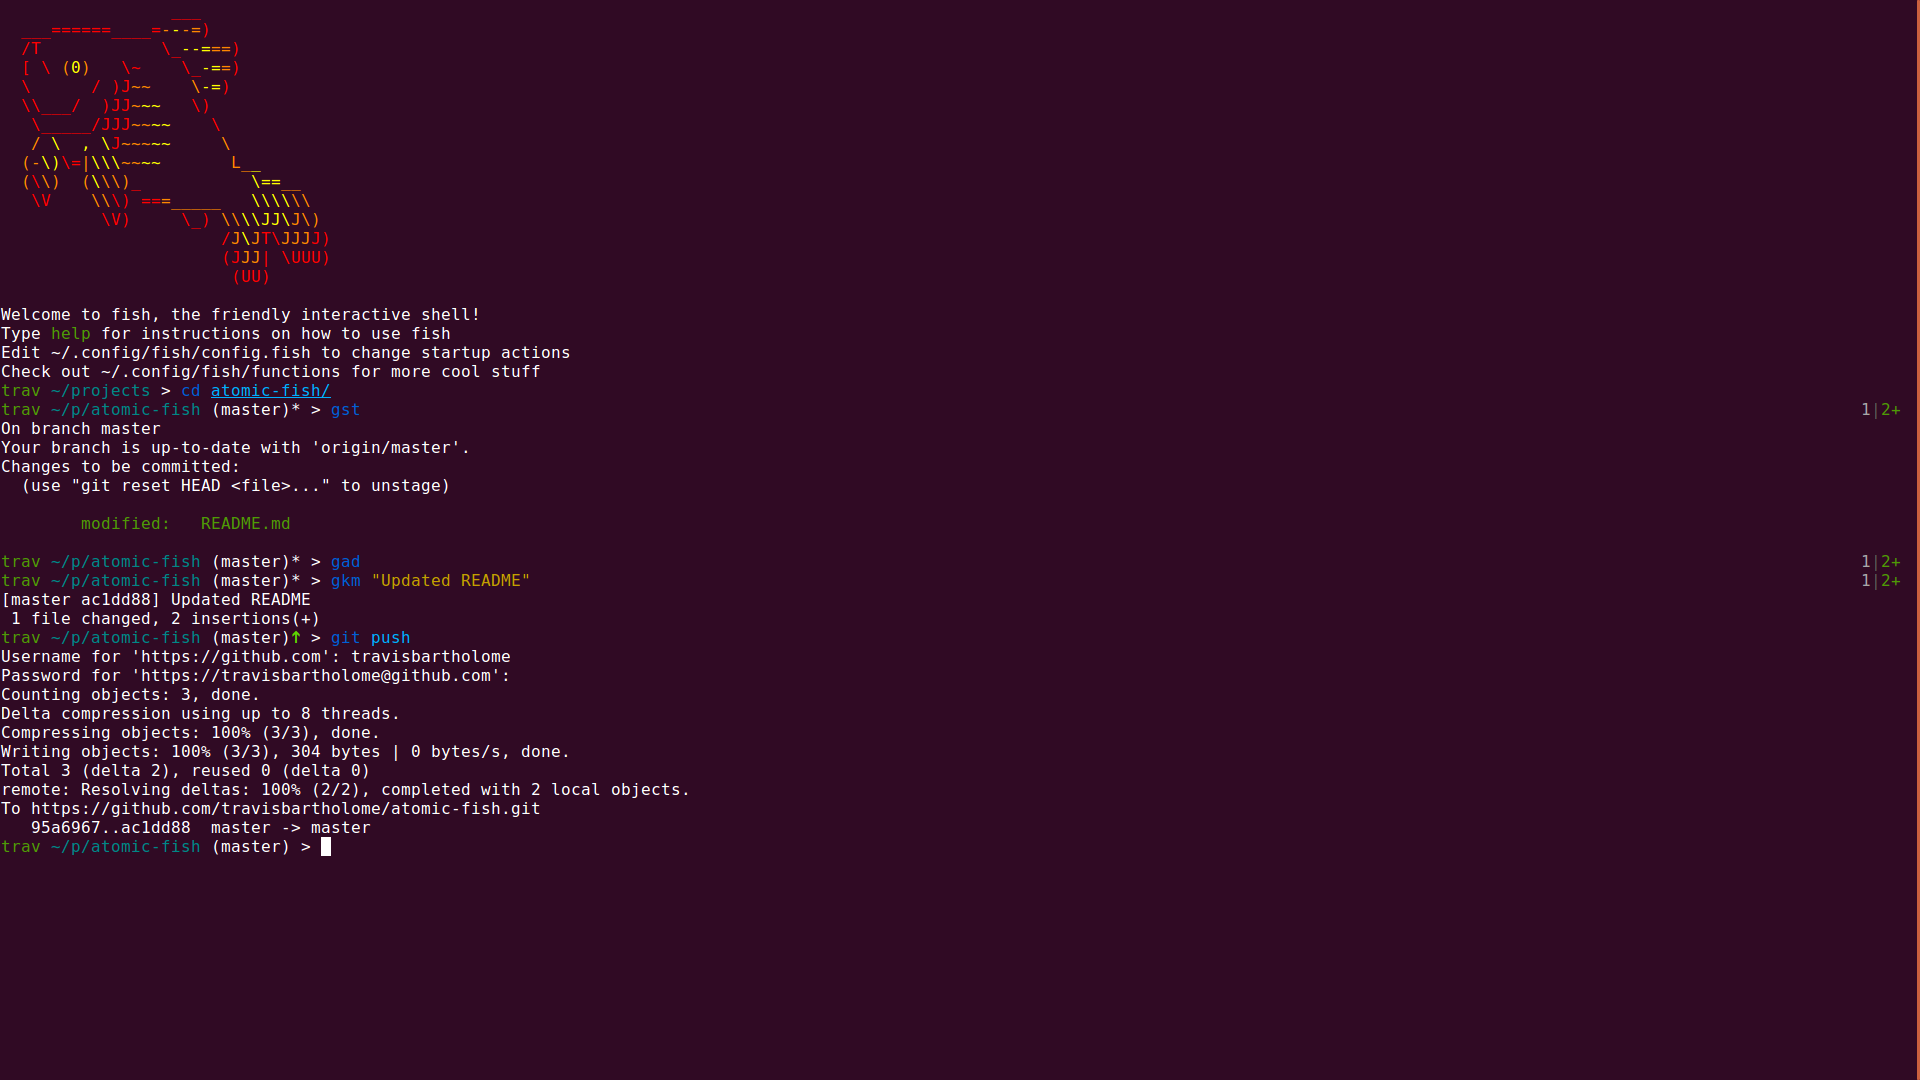 ___
  ___======____=---=)
  /T            \_--===)
  [ \ (0)   \~    \_-==)
  \      / )J~~    \-=)
  \\___/  )JJ~~~   \)
   \_____/JJJ~~~~    \
   / \  , \J~~~~~     \
  (-\)\=|\\\~~~~       L__
  (\\)  (\\\)_           \==__
   \V    \\\) ===_____   \\\\\\
          \V)     \_) \\\\JJ\J\)
                      /J\JT\JJJJ)
                      (JJJ| \UUU)
                       (UU)
Welcome to fish, the friendly interactive shell!
Type help for instructions on how to use fish
Edit ~/.config/fish/config.fish to change startup actions
Check out ~/.config/fish/functions for more cool stuff
trav ~/projects > cd atomic-fish/
trav ~/p/atomic-fish (master)* > gst 1|2+
On branch master
Your branch is up-to-date with 'origin/master'.
Changes to be committed:
  (use "git reset HEAD <file>..." to unstage)
        modified:   README.md
trav ~/p/atomic-fish (master)* > gad 1|2+
trav ~/p/atomic-fish (master)* > gkm "Updated README" 1|2+
[master ac1dd88] Updated README
 1 file changed, 2 insertions(+)
trav ~/p/atomic-fish (master)↑ > git push
Username for 'https://github.com': travisbartholome
Password for 'https://travisbartholome@github.com':
Counting objects: 3, done.
Delta compression using up to 8 threads.
Compressing objects: 100% (3/3), done.
Writing objects: 100% (3/3), 304 bytes | 0 bytes/s, done.
Total 3 (delta 2), reused 0 (delta 0)
remote: Resolving deltas: 100% (2/2), completed with 2 local objects.
To https://github.com/travisbartholome/atomic-fish.git
   95a6967..ac1dd88  master -> master
trav ~/p/atomic-fish (master) >